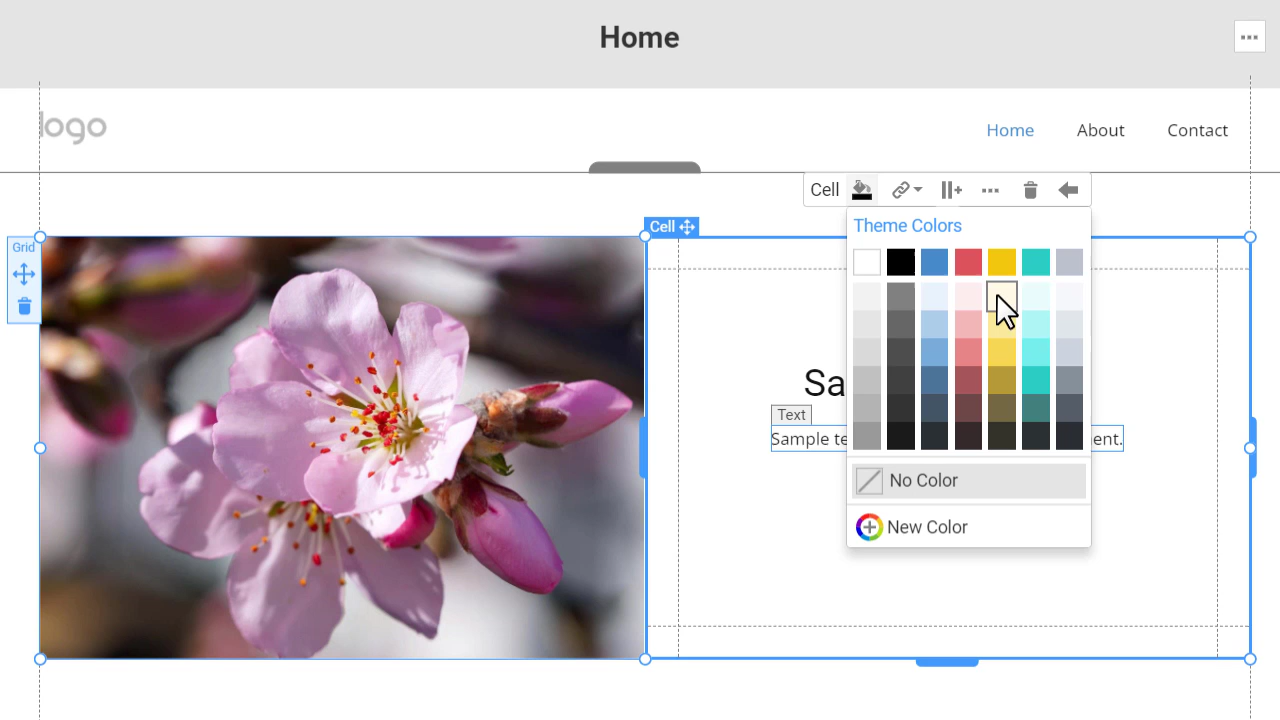 Home
logo
Home
About
Contact
Cell
Cell
Theme Colors
Grid
Sa
Text
Sample te
ent.
No Color
New Color